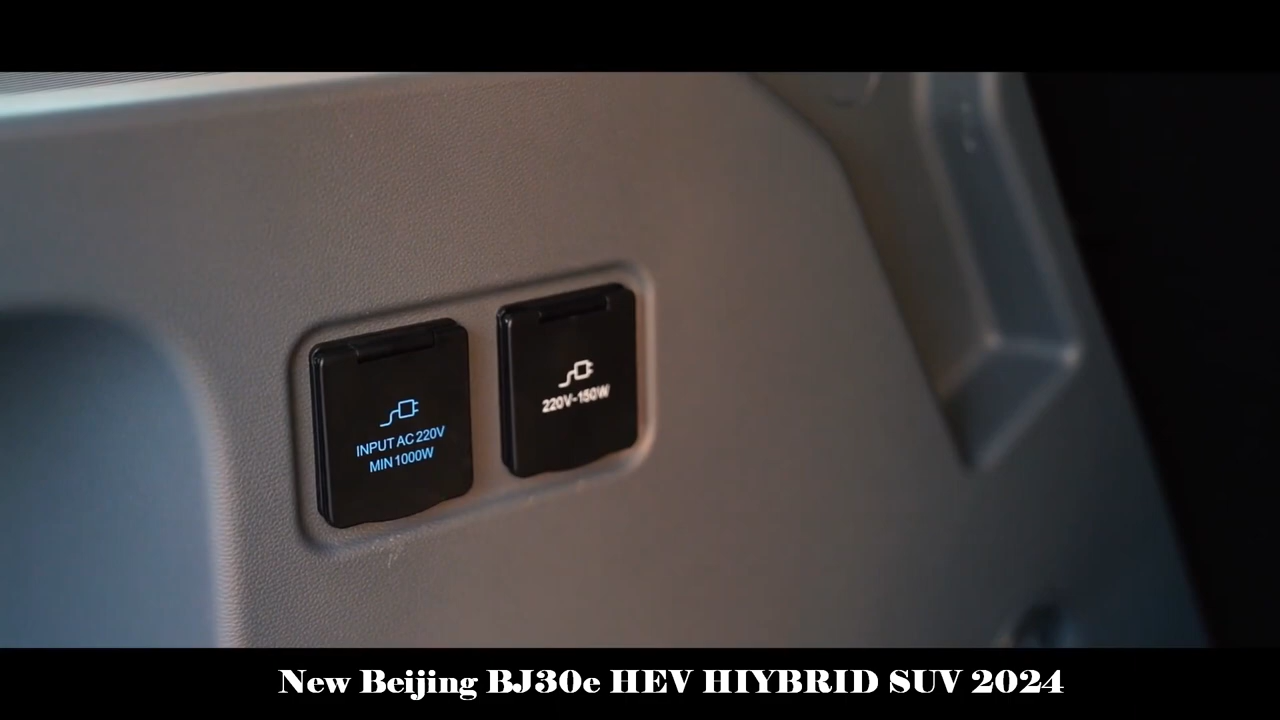 INPUT AC 220V
MIN 1000W
220V-150W
New Beijing BJ30e HEV HIYBRID SUV 2024